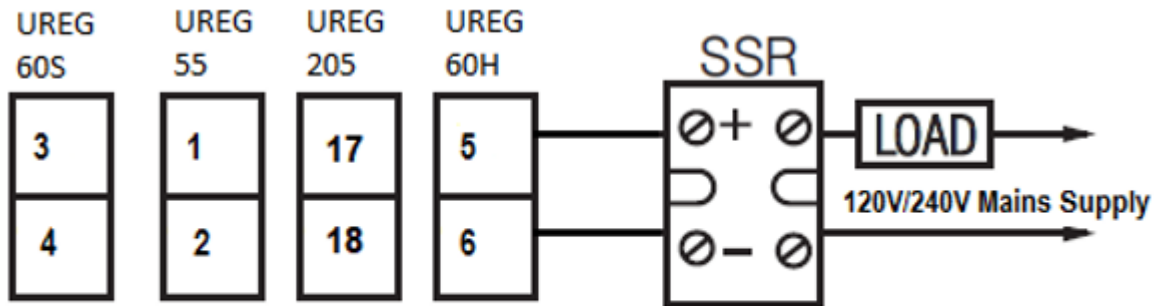 UREG UREG UREG UREG
60S 55 205 60H
SSR
3 1 17 5 + LOAD
120V/240V Mains Supply
4 2 18 6 -